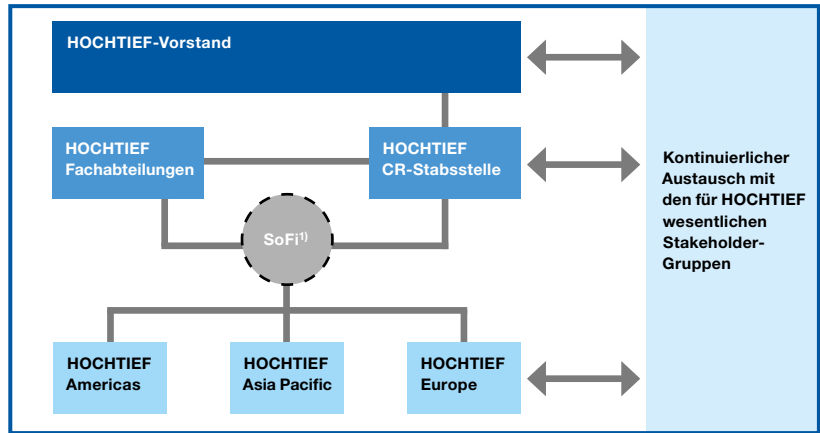 HOCHTIEF-Vorstand
HOCHTIEF
Fachabteilungen
HOCHTIEF
CR-Stabsstelle
SoFi¹⁾
HOCHTIEF
Americas
HOCHTIEF
Asia Pacific
HOCHTIEF
Europe
Kontinuierlicher
Austausch mit
den für HOCHTIEF
wesentlichen
Stakeholder-
Gruppen